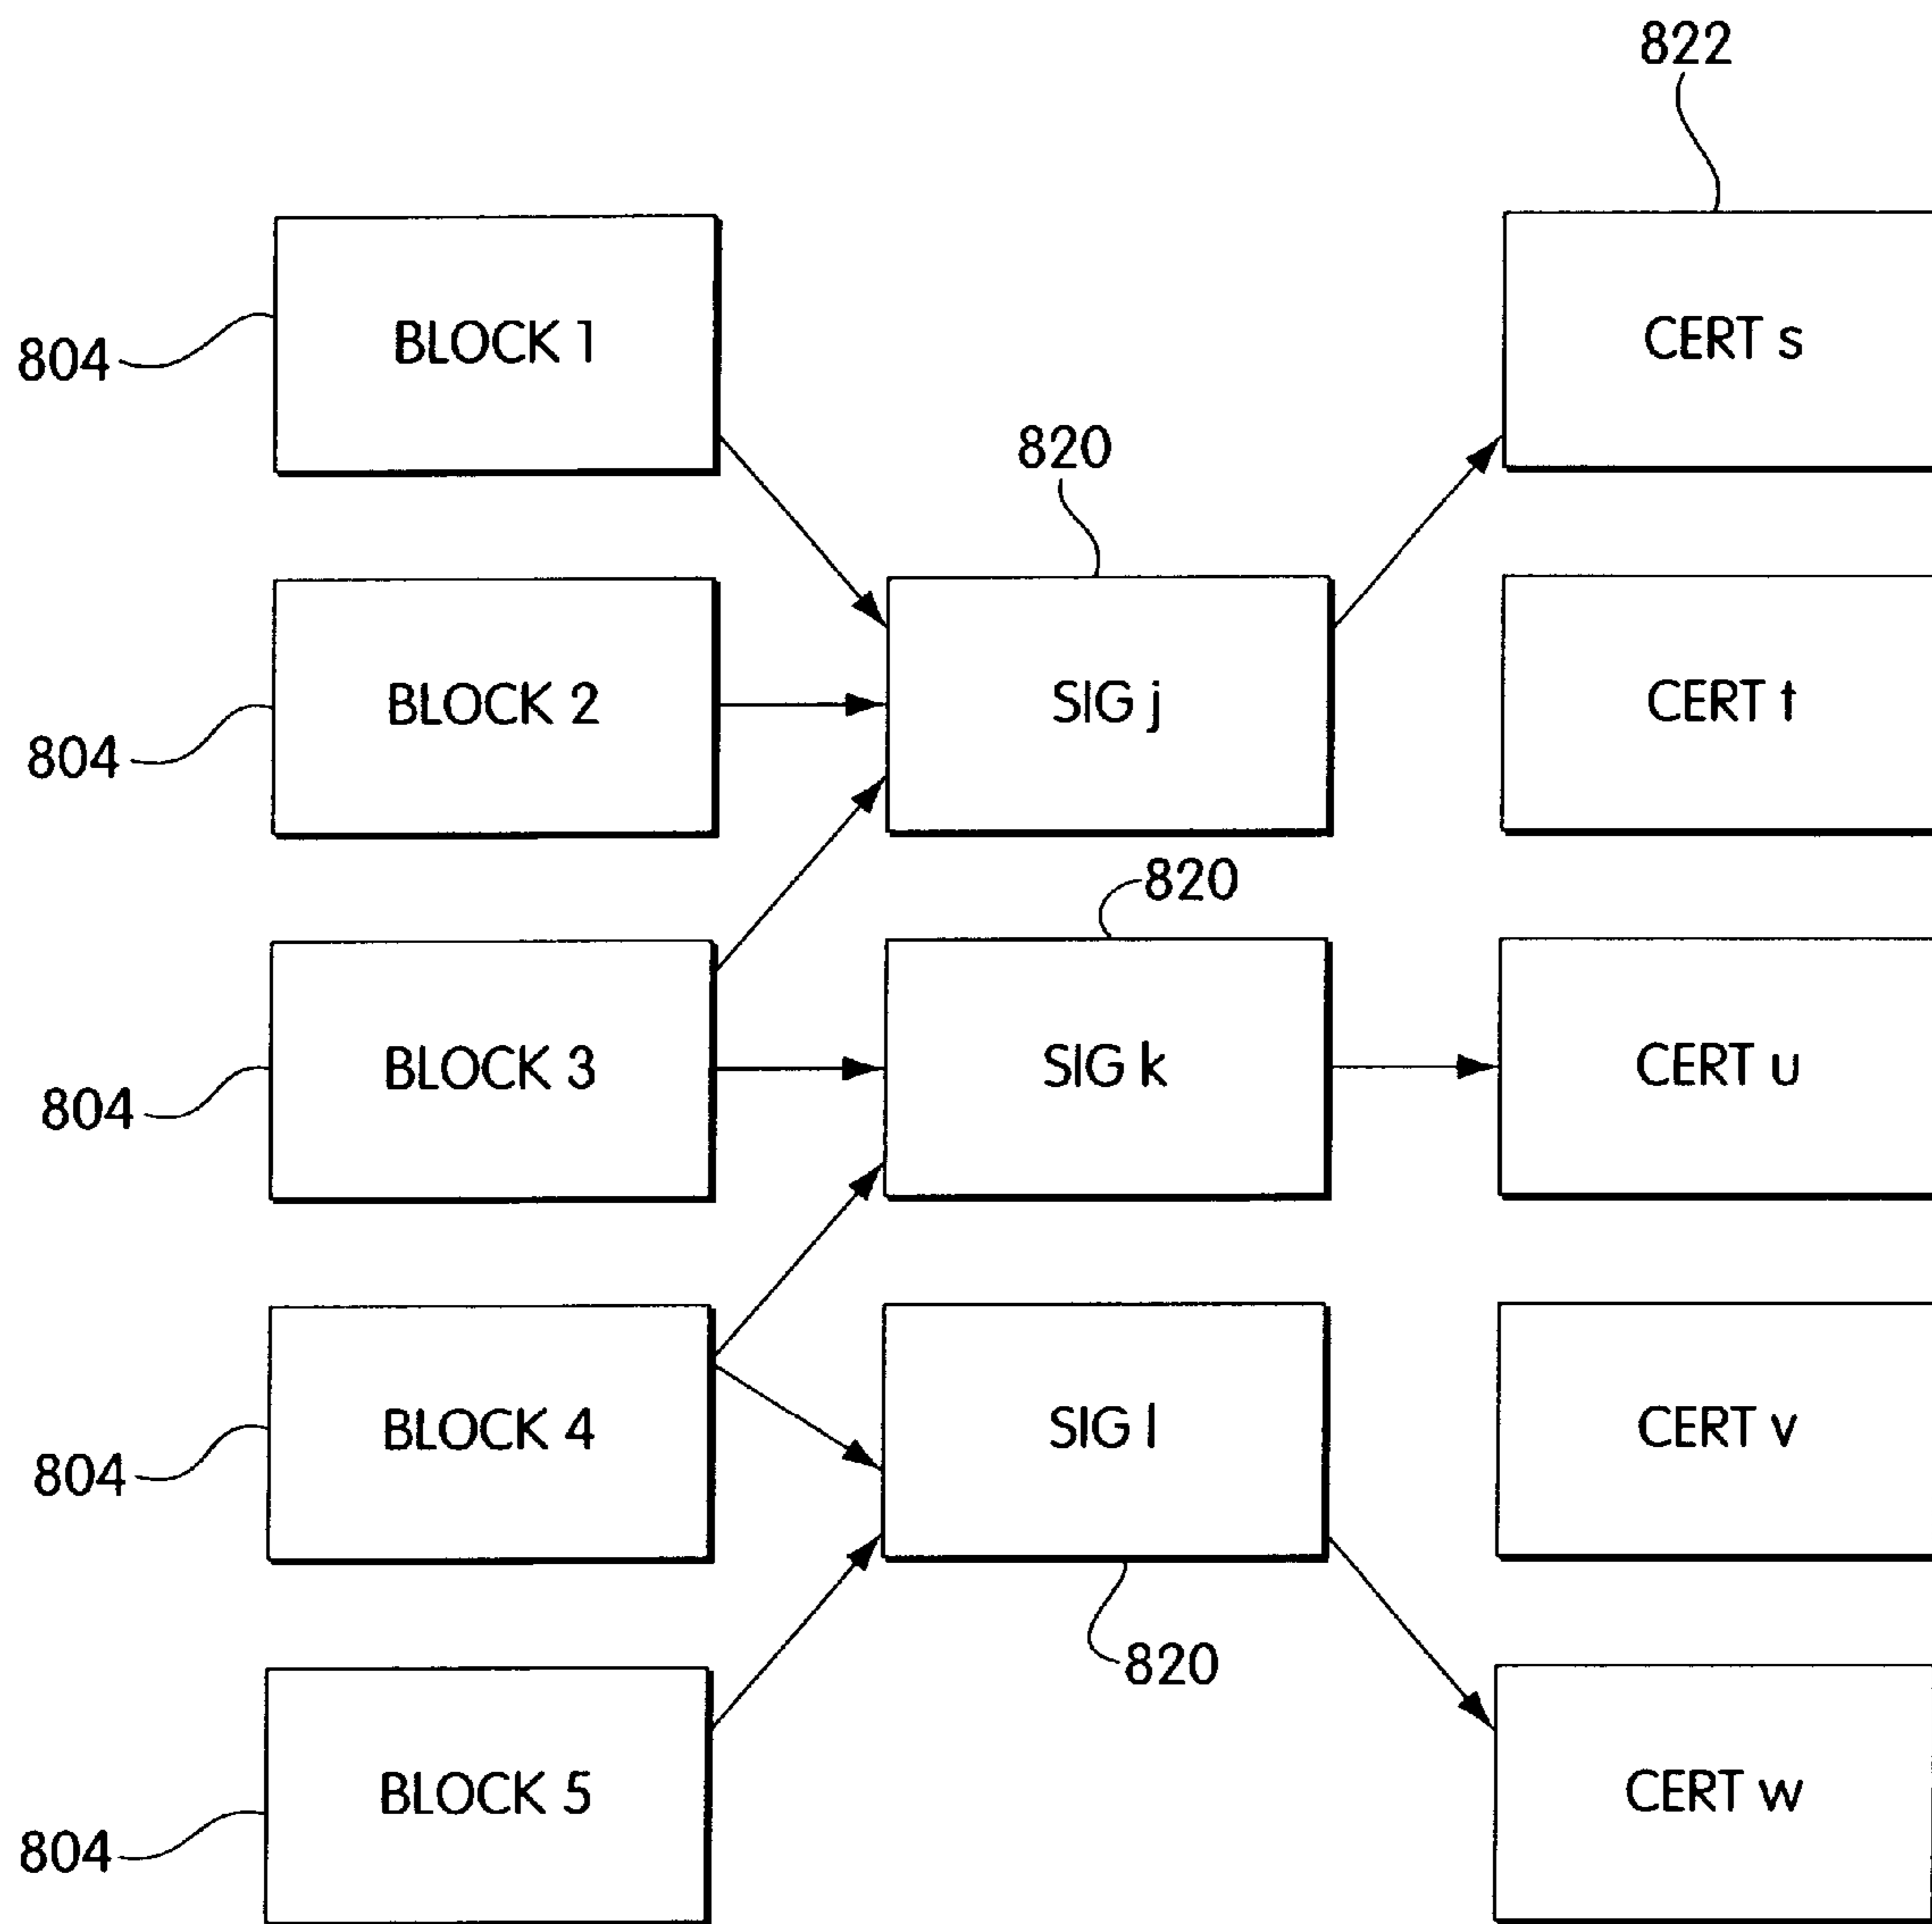 822
BLOCK 1
CERT s
804
820
BLOCK 2
SIG j
CERT t
804
820
BLOCK 3
SIG k
CERT u
804
BLOCK 4
SIG l
CERT v
804
820
BLOCK 5
CERT w
804